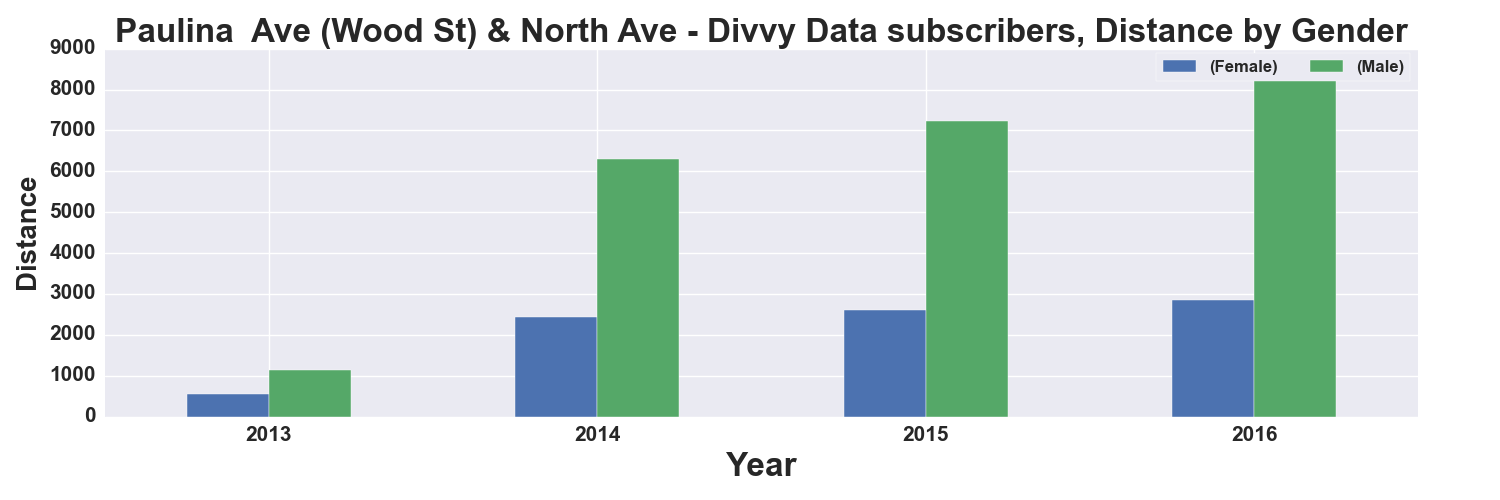 Paulina  Ave (Wood St) & North Ave - Divvy Data subscribers, Distance by Gender
(Female) (Male)
Distance
9000
8000
7000
6000
5000
4000
3000
2000
1000
0
2013 2014 2015 2016
Year